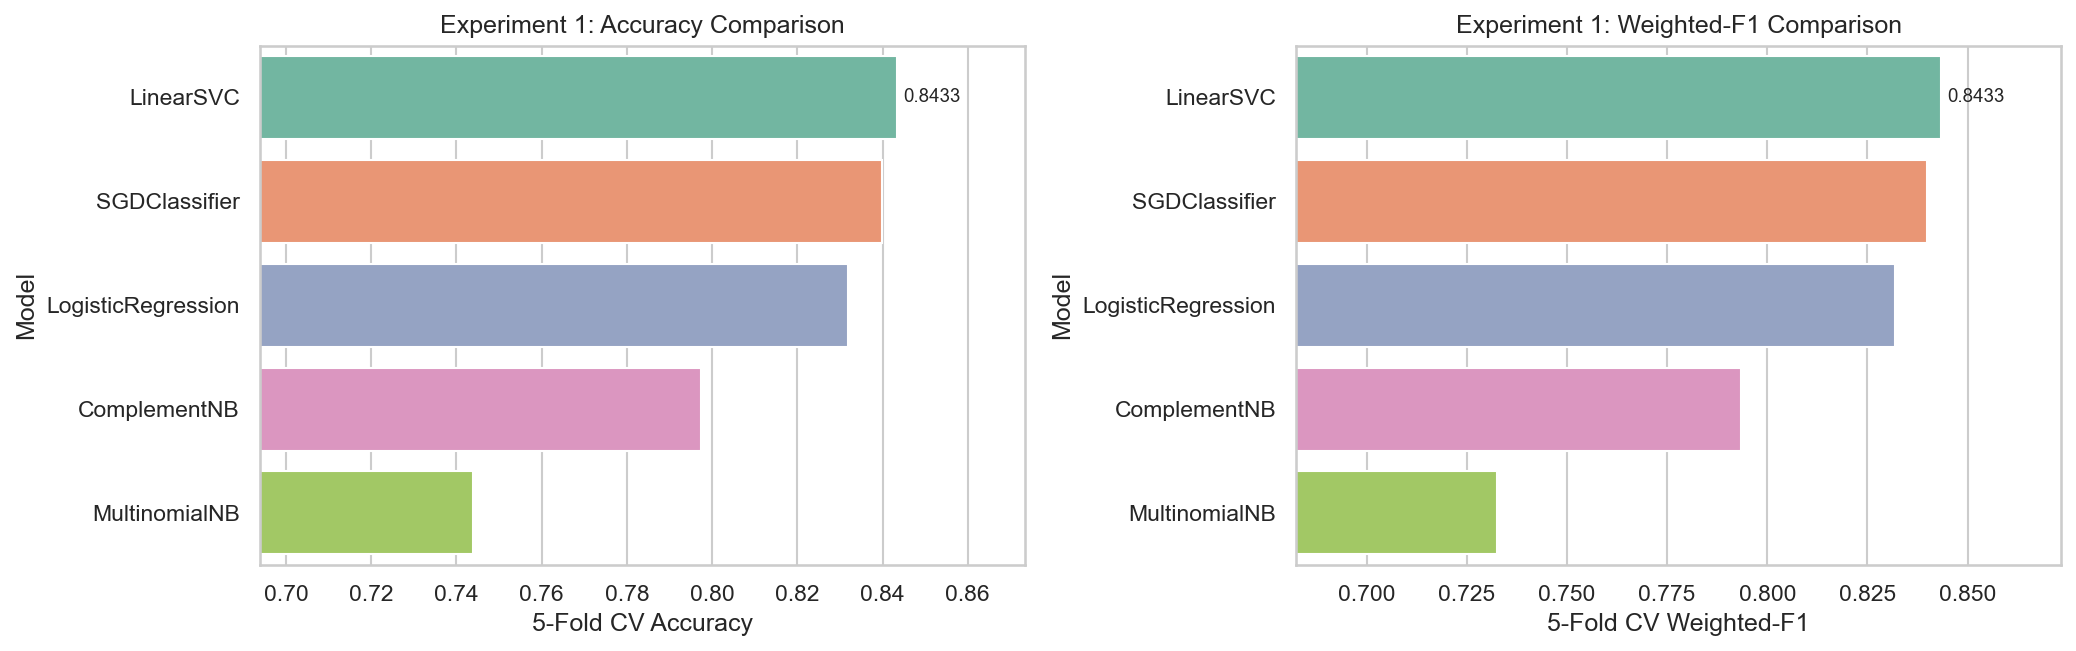 Experiment 1: Accuracy Comparison
Model
LinearSVC
0.8433
SGDClassifier
LogisticRegression
ComplementNB
MultinomialNB
0.70 0.72 0.74 0.76 0.78 0.80 0.82 0.84 0.86
5-Fold CV Accuracy
Experiment 1: Weighted-F1 Comparison
Model
LinearSVC
0.8433
SGDClassifier
LogisticRegression
ComplementNB
MultinomialNB
0.700 0.725 0.750 0.775 0.800 0.825 0.850
5-Fold CV Weighted-F1